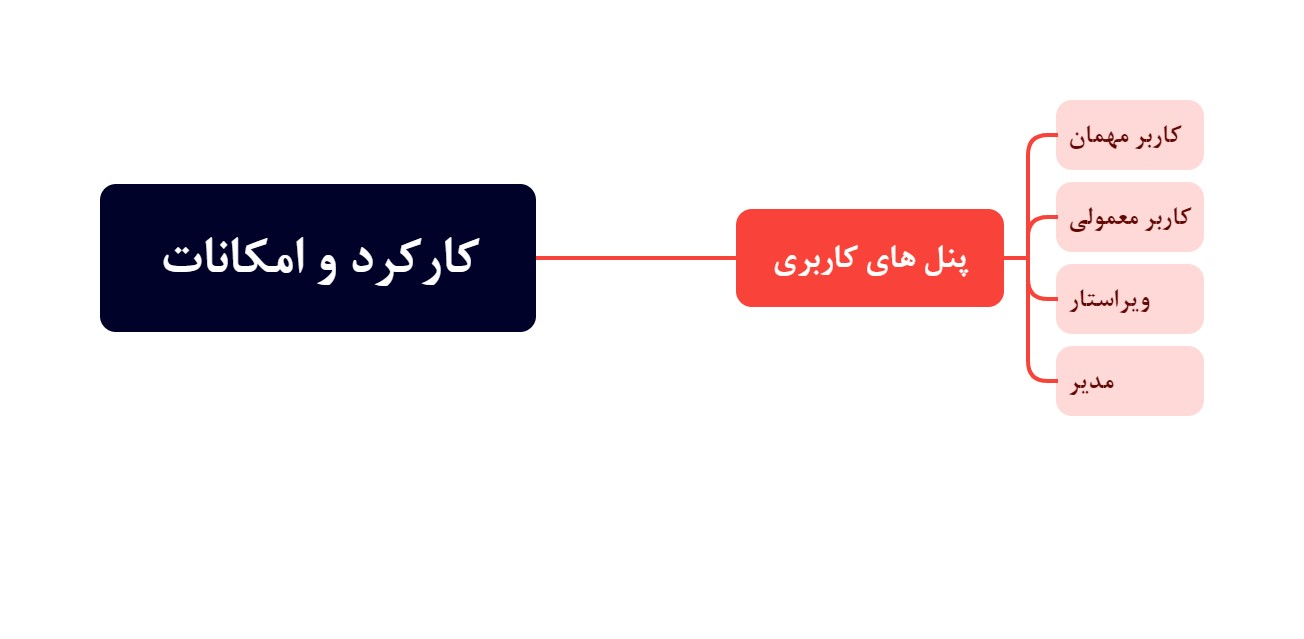 کارکرد و امکانات
پنل های کاربری
کاربر مهمان
کاربر معمولی
ویراستار
مدیر